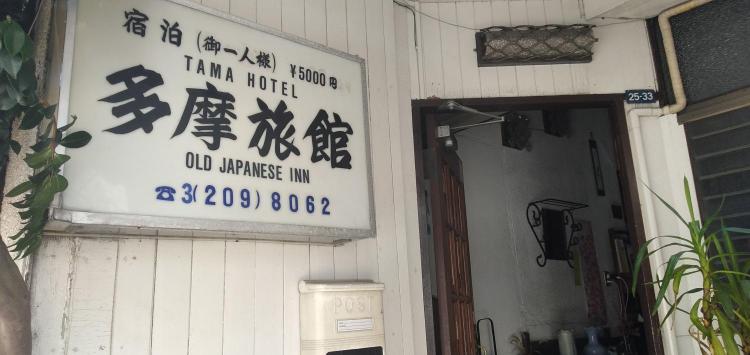 宿泊(御一人様)¥5000円
TAMA HOTEL
多摩旅館
OLD JAPANESE INN
☎3(209)8062
25-33
POST